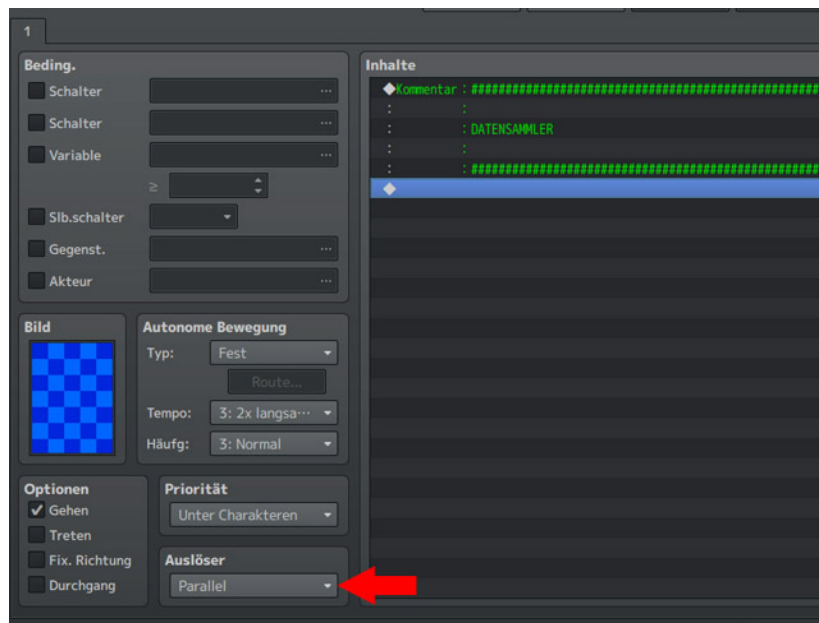 1
Beding.
Schalter ...
Schalter ...
Variable ...
≥
Slb.schalter
Gegenst. ...
Akteur ...
Bild
Autonome Bewegung
Typ: Fest
Route...
Tempo: 3: 2x langsa...
Häufg: 3: Normal
Optionen
Gehen
Treten
Fix. Richtung
Durchgang
Priorität
Unter Charakteren
Auslöser
Parallel
Inhalte
◆Kommentar : ####################################################
: :
: : DATENSAMMLER
: :
: : ####################################################
◆